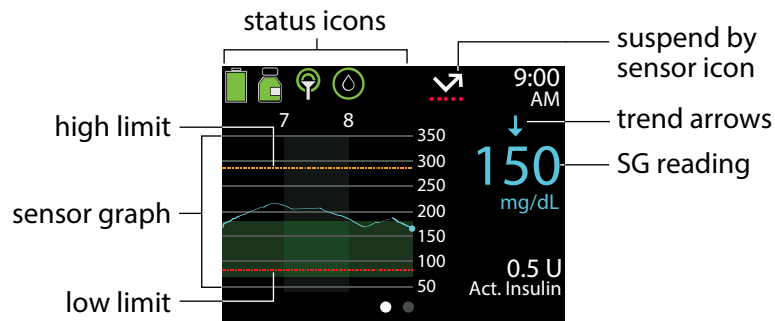 status icons
suspend by
sensor icon
9:00
AM
7 8
high limit
trend arrows
350
300
250
200
150
100
50
150
mg/dL
SG reading
sensor graph
0.5 U
Act. Insulin
low limit